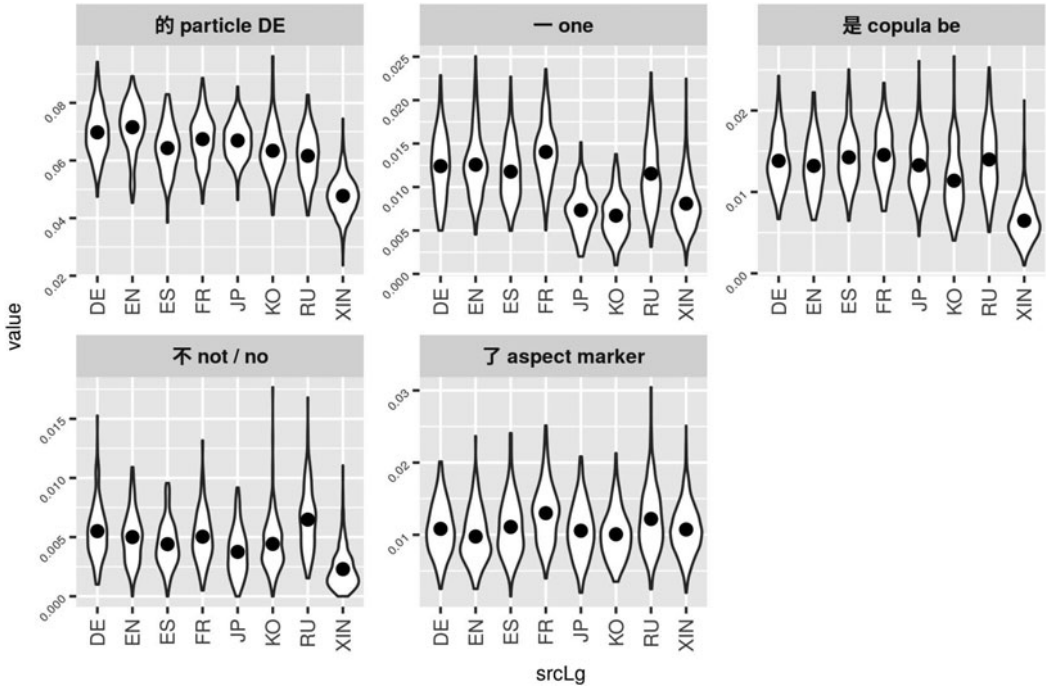 的 particle DE
一 one
是 copula be
0.08
0.06
0.04
0.02
0.025
0.020
0.015
0.010
0.005
0.000
0.02
0.01
0.00
DE EN ES FR JP KO RU XIN
DE EN ES FR JP KO RU XIN
DE EN ES FR JP KO RU XIN
value
不 not / no
了 aspect marker
0.015
0.010
0.005
0.000
0.03
0.02
0.01
DE EN ES FR JP KO RU XIN
DE EN ES FR JP KO RU XIN
srcLg